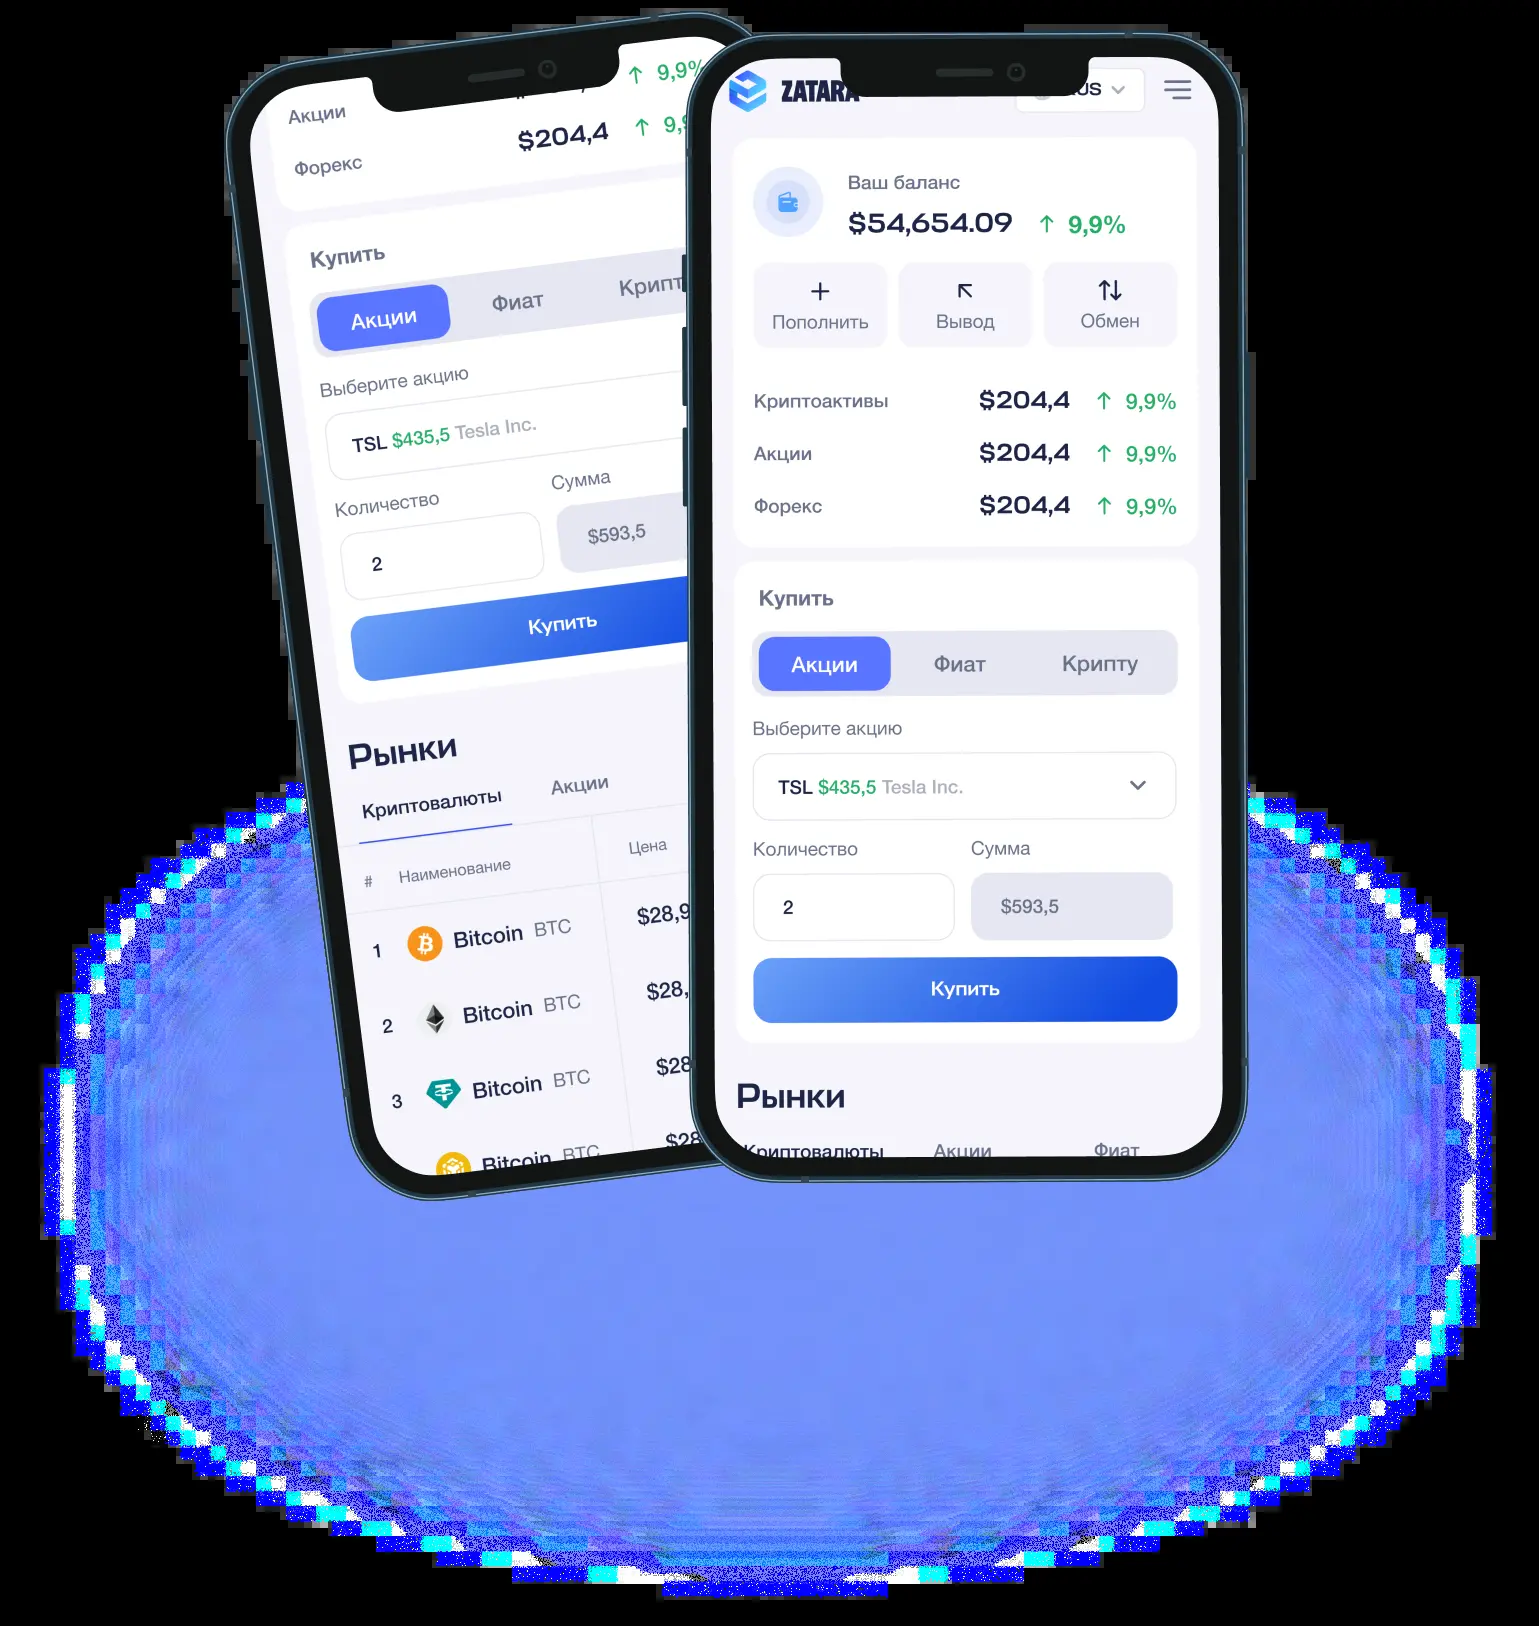 9,9%
Акции
$204,4 9,9
Форекс
Купить
Акции Фиат Крипт
Выберите акцию
TSL $435,5 Tesla Inc.
Количество Сумма
2 $593,5
Купить
Рынки
Криптовалюты Акции
# Наименование Цена
1 Bitcoin BTC $28,9
2 Bitcoin BTC $28,
3 Bitcoin BTC $28
Bitcoin BTC $28
ZATARA US
Ваш баланс
$54,654.09 9,9%
Пополнить Вывод Обмен
Криптоактивы $204,4 9,9%
Акции $204,4 9,9%
Форекс $204,4 9,9%
Купить
Акции Фиат Крипту
Выберите акцию
TSL $435,5 Tesla Inc.
Количество Сумма
2 $593,5
Купить
Рынки
Криптовалюты Акции Фиат